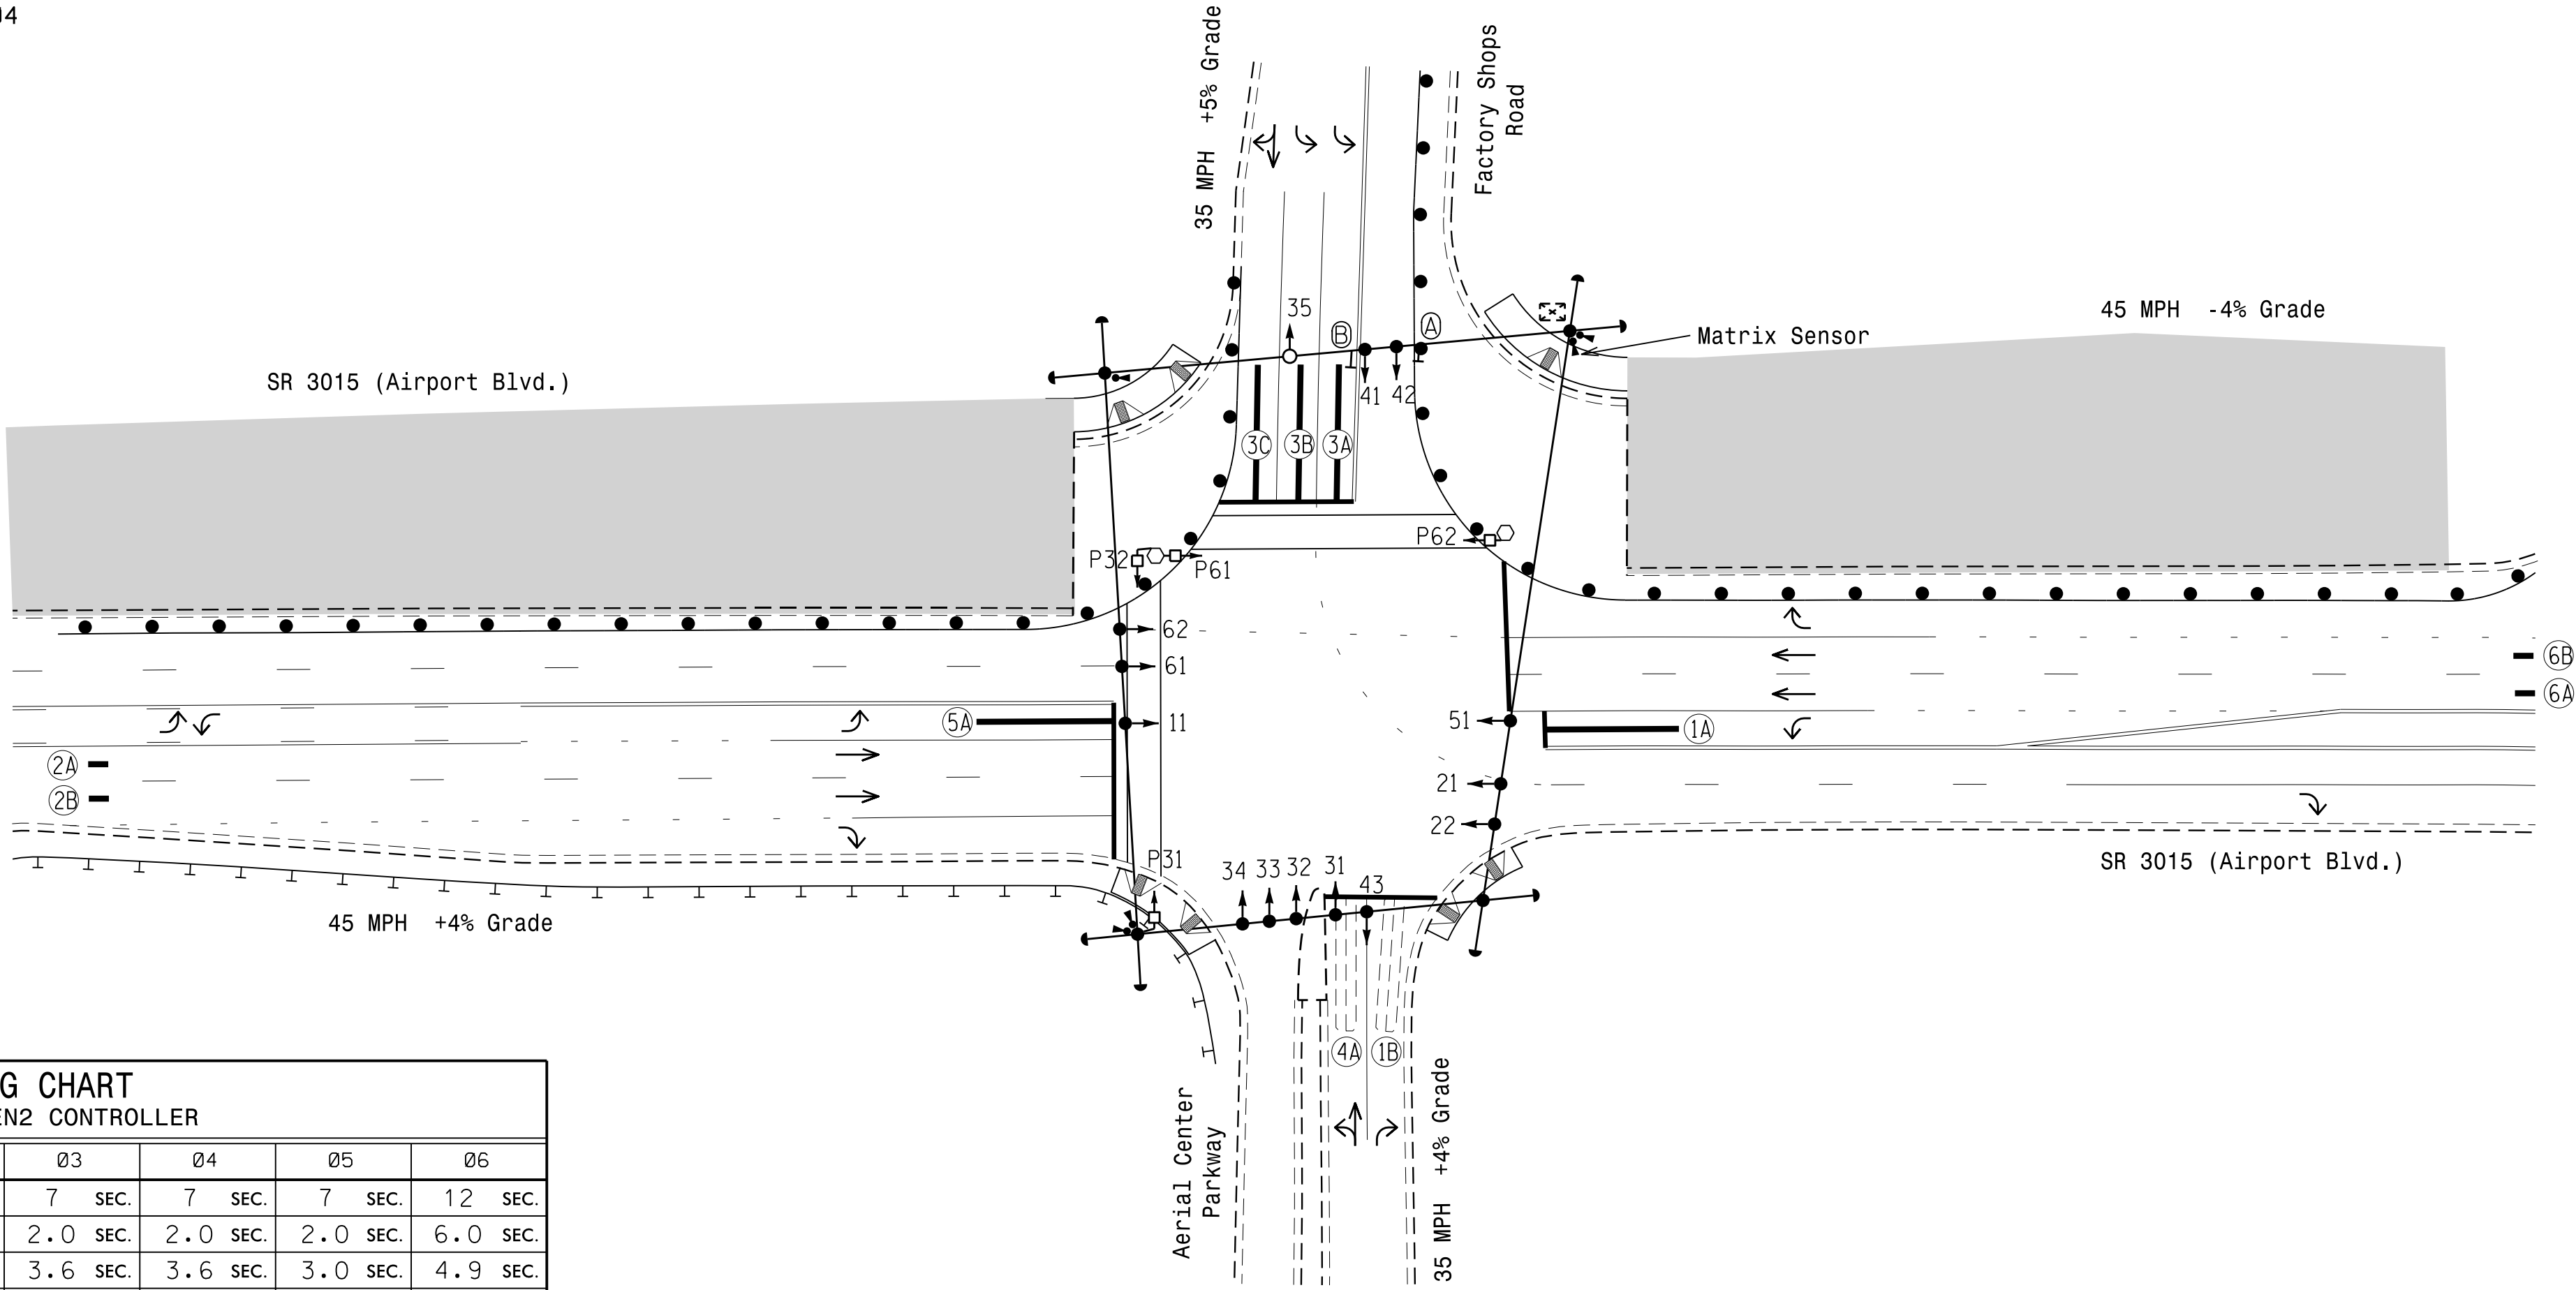 04
35 MPH +5% Grade
Factory Shops
Road
45 MPH -4% Grade
Matrix Sensor
SR 3015 (Airport Blvd.)
35
B
A
41
42
3C
3B
3A
P62
P32
P61
62
61
6B
6A
5A
11
51
1A
2A
2B
21
22
SR 3015 (Airport Blvd.)
P31
34
33
32
31
43
45 MPH +4% Grade
4A
1B
Aerial Center
Parkway
35 MPH +4% Grade
G CHART
EN2 CONTROLLER
Ø3 Ø4 Ø5 Ø6
7 SEC. 7 SEC. 7 SEC. 12 SEC.
2.0 SEC. 2.0 SEC. 2.0 SEC. 6.0 SEC.
3.6 SEC. 3.6 SEC. 3.0 SEC. 4.9 SEC.